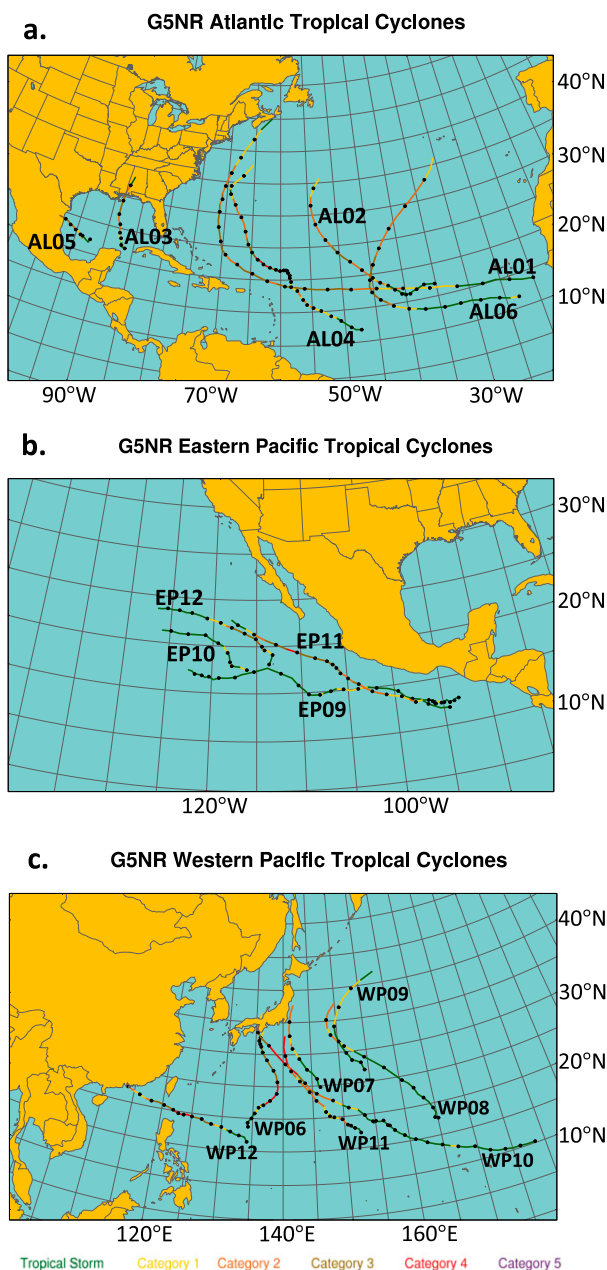 a.
G5NR Atlantic Tropical Cyclones
40°N
30°N
20°N
10°N
AL02
AL05
AL03
AL01
AL06
AL04
90°W
70°W
50°W
30°W
b.
G5NR Eastern Pacific Tropical Cyclones
30°N
20°N
10°N
EP12
EP11
EP10
EP09
120°W
100°W
c.
G5NR Western Pacific Tropical Cyclones
40°N
30°N
20°N
10°N
WP09
WP07
WP08
WP06
WP11
WP12
WP10
120°E
140°E
160°E
Tropical Storm Category 1 Category 2 Category 3 Category 4 Category 5